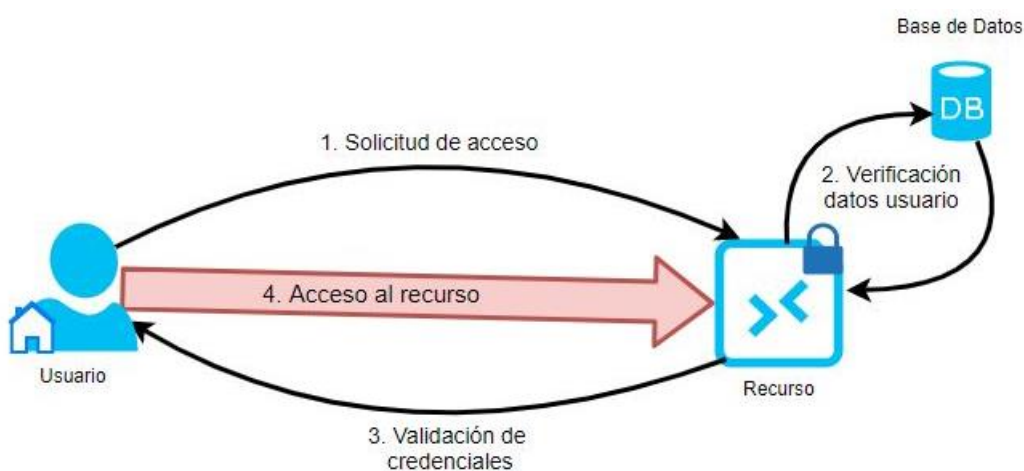 Base de Datos
DB
1. Solicitud de acceso
2. Verificación
datos usuario
4. Acceso al recurso
Usuario
Recurso
3. Validación de
credenciales